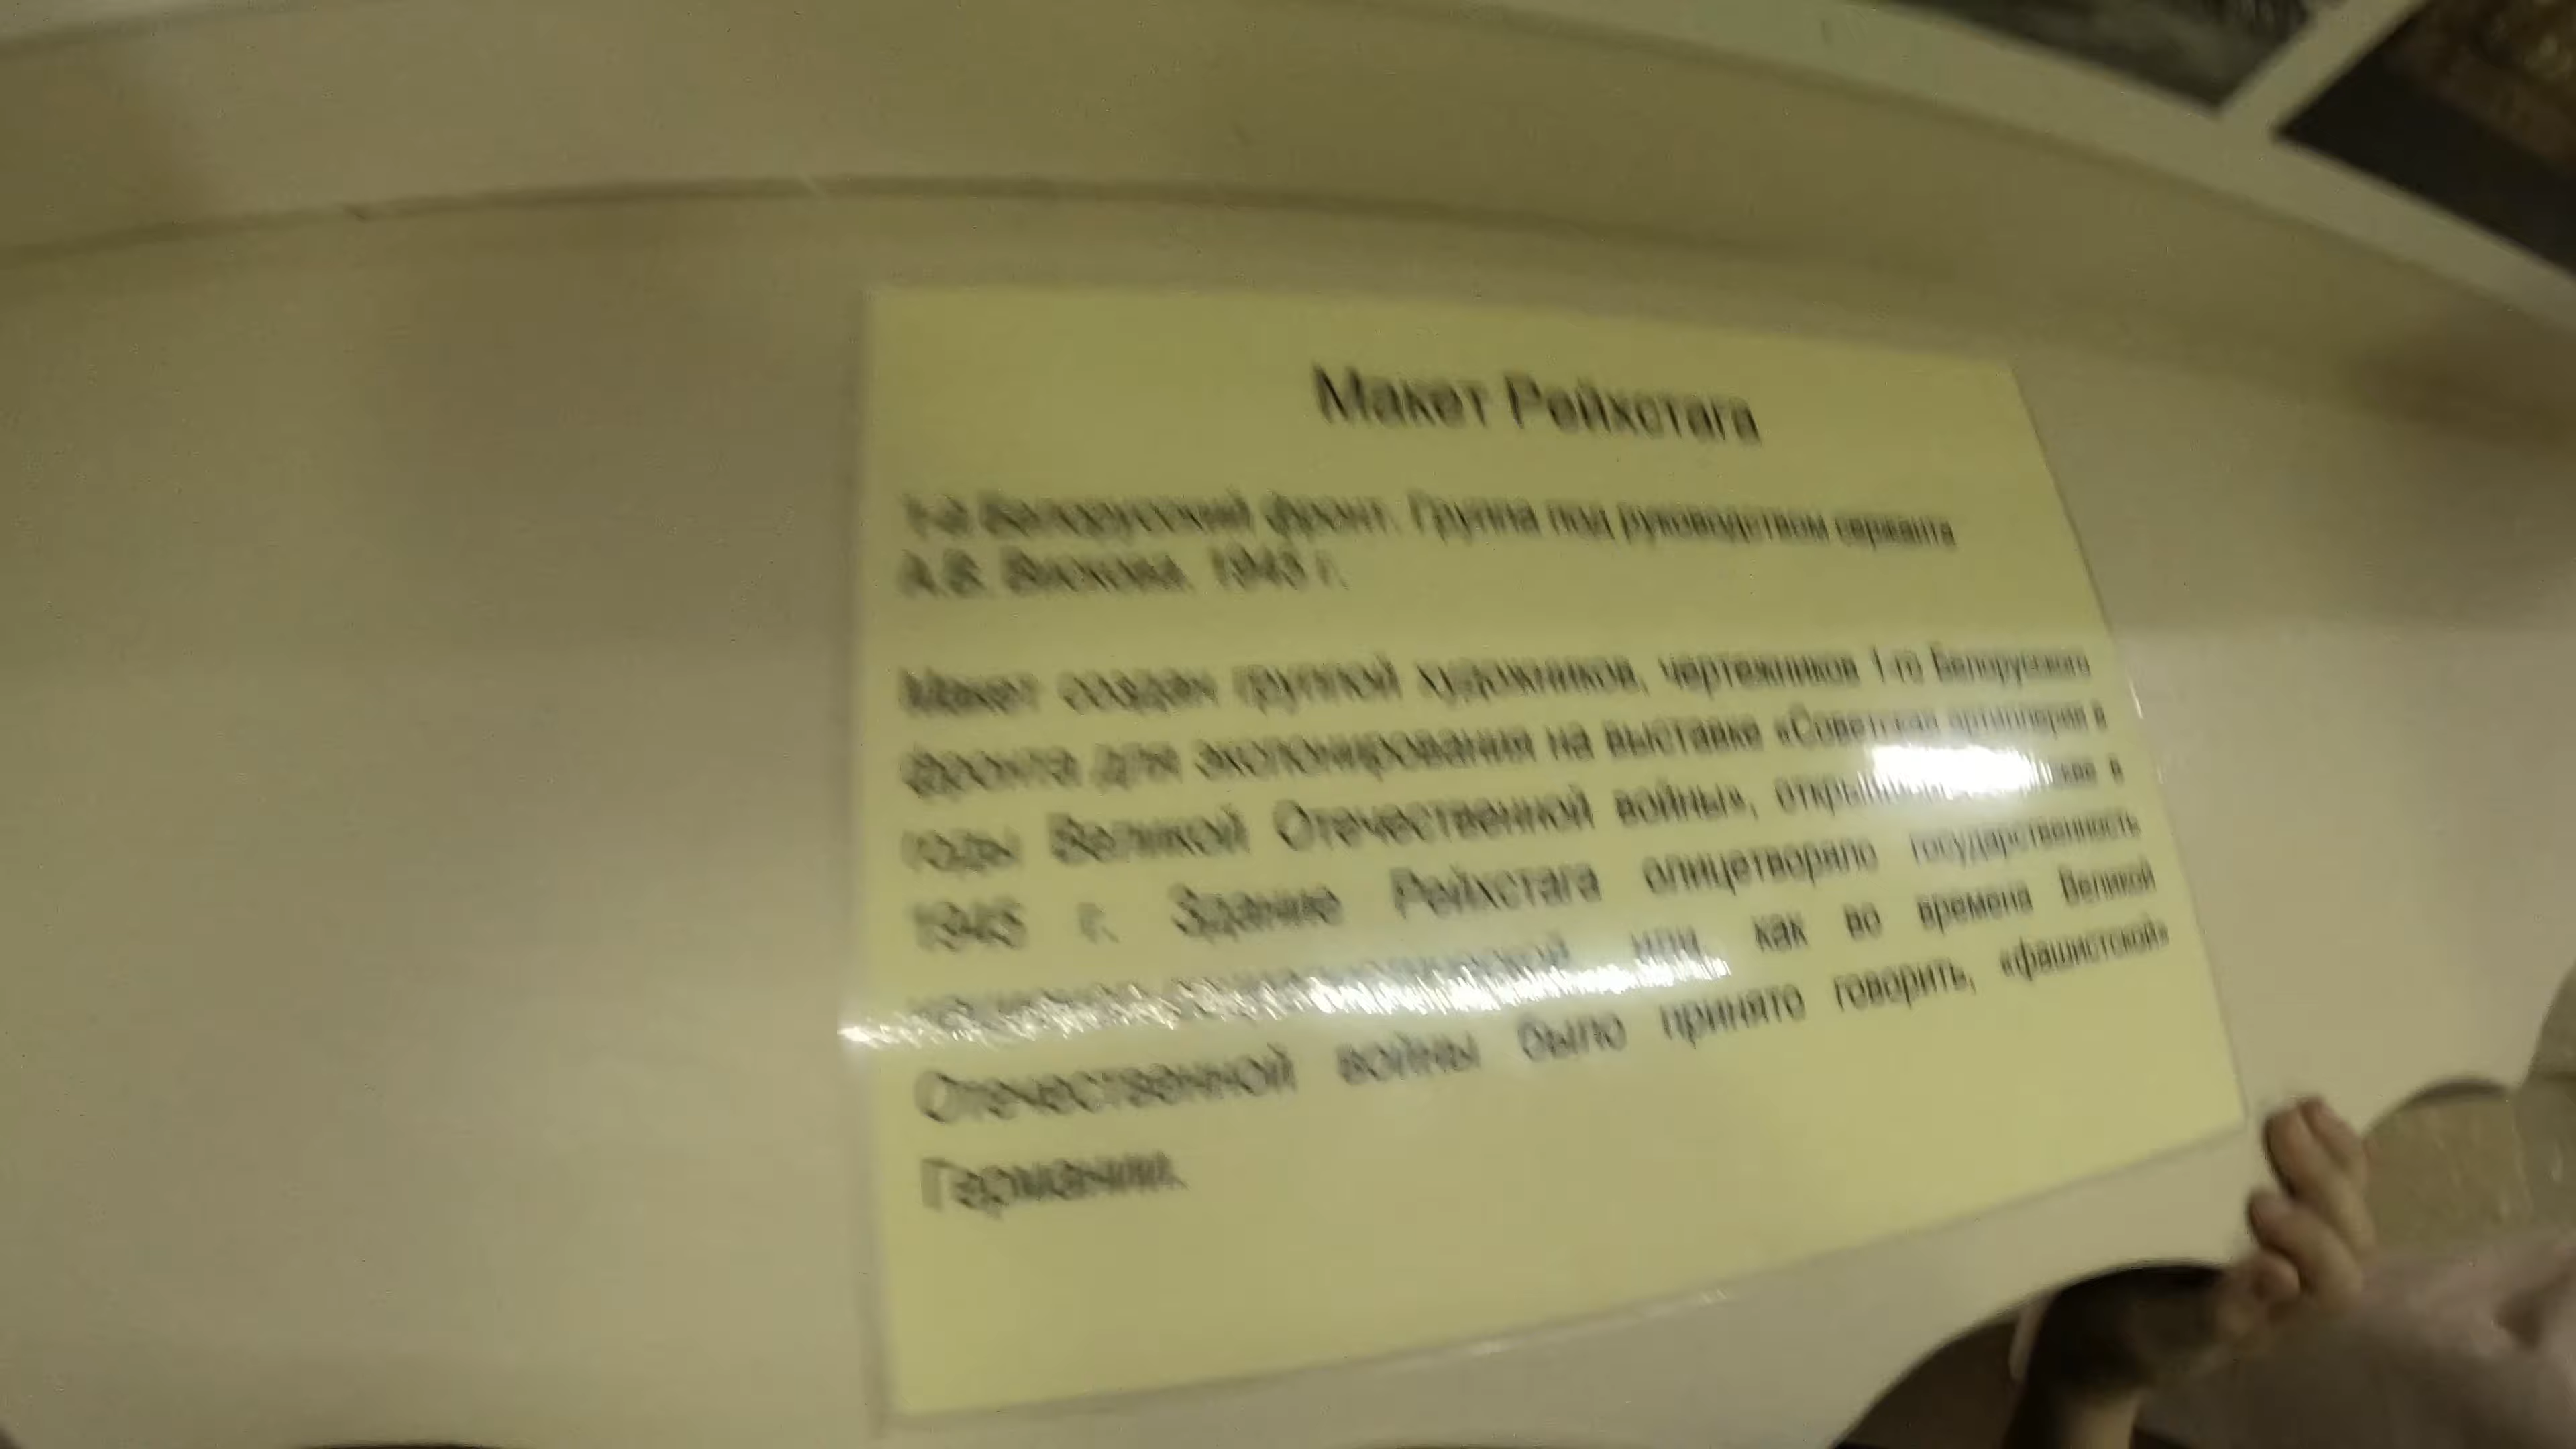 Макет Рейхстага
1-й Белорусский фронт. Группа под руководством сержанта
А.В. 1945 г.
Макет создан группой художников, чертежников 1-го Белорусского
фронта для экспонирования на выставке «Советская артиллерия в
годы Великой Отечественной войны», в
1945 г. Здание Рейхстага олицетворяло государственность
или, как во времена Великой
Отечественной войны было принято говорить, «фашистской»
Германии.